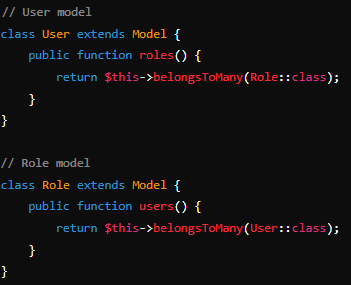 // User model
class User extends Model {
    public function roles() {
        return $this->belongsToMany(Role::class);
    }
}
// Role model
class Role extends Model {
    public function users() {
        return $this->belongsToMany(User::class);
    }
}